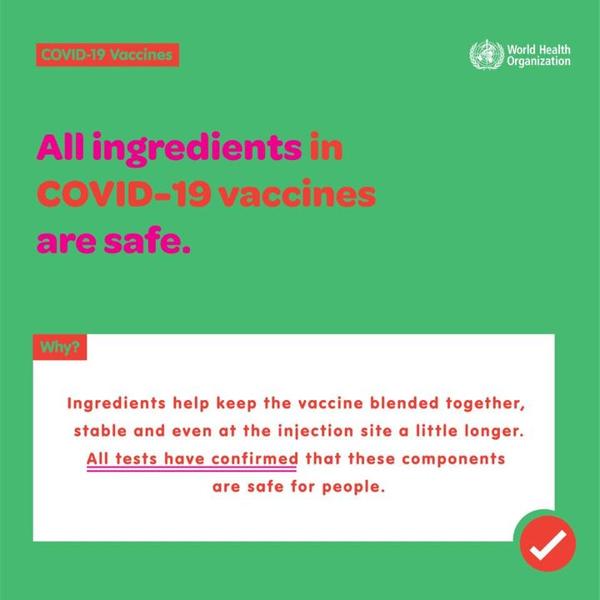 COVID-19 Vaccines
World Health
Organization
All ingredients in
COVID-19 vaccines
are safe.
Why?
Ingredients help keep the vaccine blended together,
stable and even at the injection site a little longer.
All tests have confirmed that these components
are safe for people.